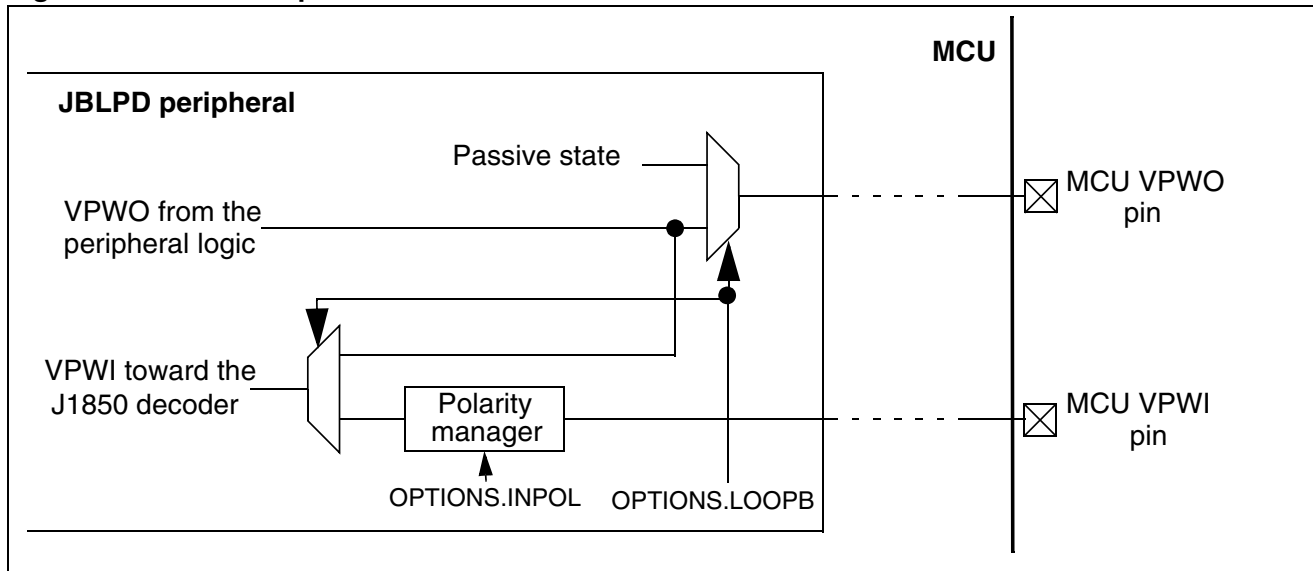 MCU
JBLPD peripheral
Passive state
VPWO from the
peripheral logic
MCU VPWO
pin
VPWI toward the
J1850 decoder
Polarity
manager
MCU VPWI
pin
OPTIONS.INPOL
OPTIONS.LOOPB